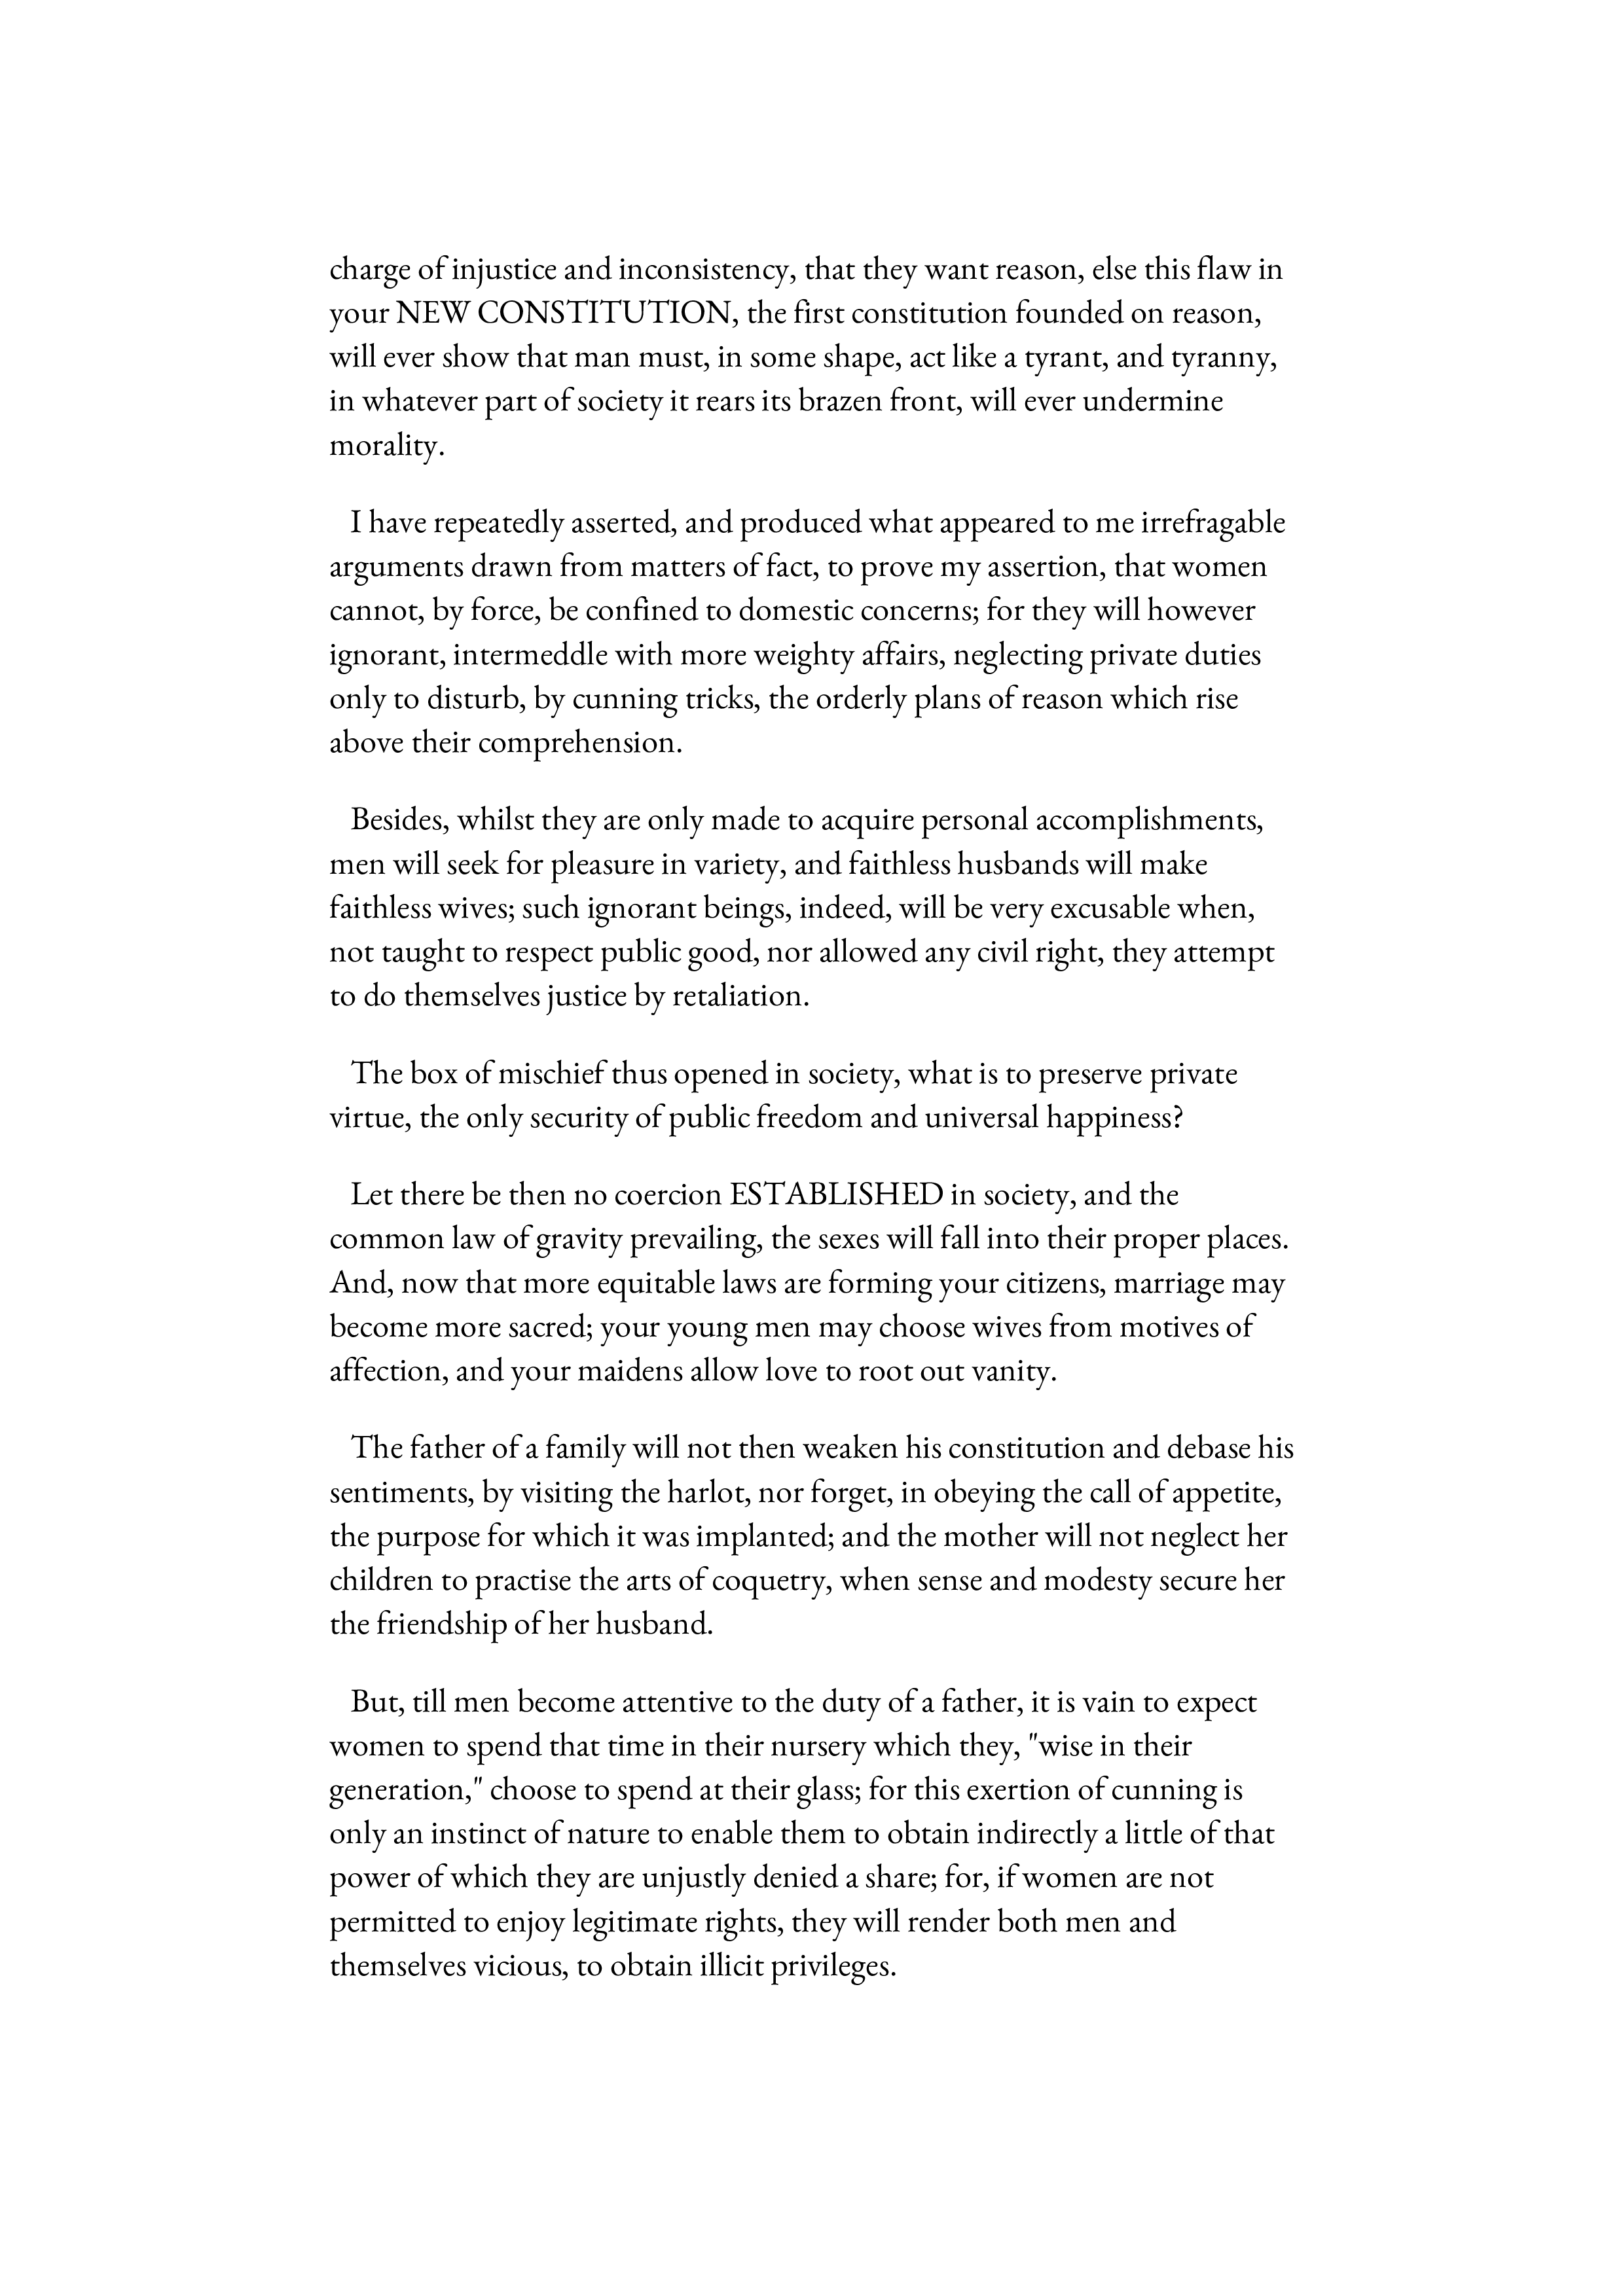 charge of injustice and inconsistency, that they want reason, else this flaw in
your NEW CONSTITUTION, the first constitution founded on reason,
will ever show that man must, in some shape, act like a tyrant, and tyranny,
in whatever part of society it rears its brazen front, will ever undermine
morality.
I have repeatedly asserted, and produced what appeared to me irrefragable
arguments drawn from matters of fact, to prove my assertion, that women
cannot, by force, be confined to domestic concerns; for they will however
ignorant, intermeddle with more weighty affairs, neglecting private duties
only to disturb, by cunning tricks, the orderly plans of reason which rise
above their comprehension.
Besides, whilst they are only made to acquire personal accomplishments,
men will seek for pleasure in variety, and faithless husbands will make
faithless wives; such ignorant beings, indeed, will be very excusable when,
not taught to respect public good, nor allowed any civil right, they attempt
to do themselves justice by retaliation.
The box of mischief thus opened in society, what is to preserve private
virtue, the only security of public freedom and universal happiness?
Let there be then no coercion ESTABLISHED in society, and the
common law of gravity prevailing, the sexes will fall into their proper places.
And, now that more equitable laws are forming your citizens, marriage may
become more sacred; your young men may choose wives from motives of
affection, and your maidens allow love to root out vanity.
The father of a family will not then weaken his constitution and debase his
sentiments, by visiting the harlot, nor forget, in obeying the call of appetite,
the purpose for which it was implanted; and the mother will not neglect her
children to practise the arts of coquetry, when sense and modesty secure her
the friendship of her husband.
But, till men become attentive to the duty of a father, it is vain to expect
women to spend that time in their nursery which they, "wise in their
generation," choose to spend at their glass; for this exertion of cunning is
only an instinct of nature to enable them to obtain indirectly a little of that
power of which they are unjustly denied a share; for, if women are not
permitted to enjoy legitimate rights, they will render both men and
themselves vicious, to obtain illicit privileges.